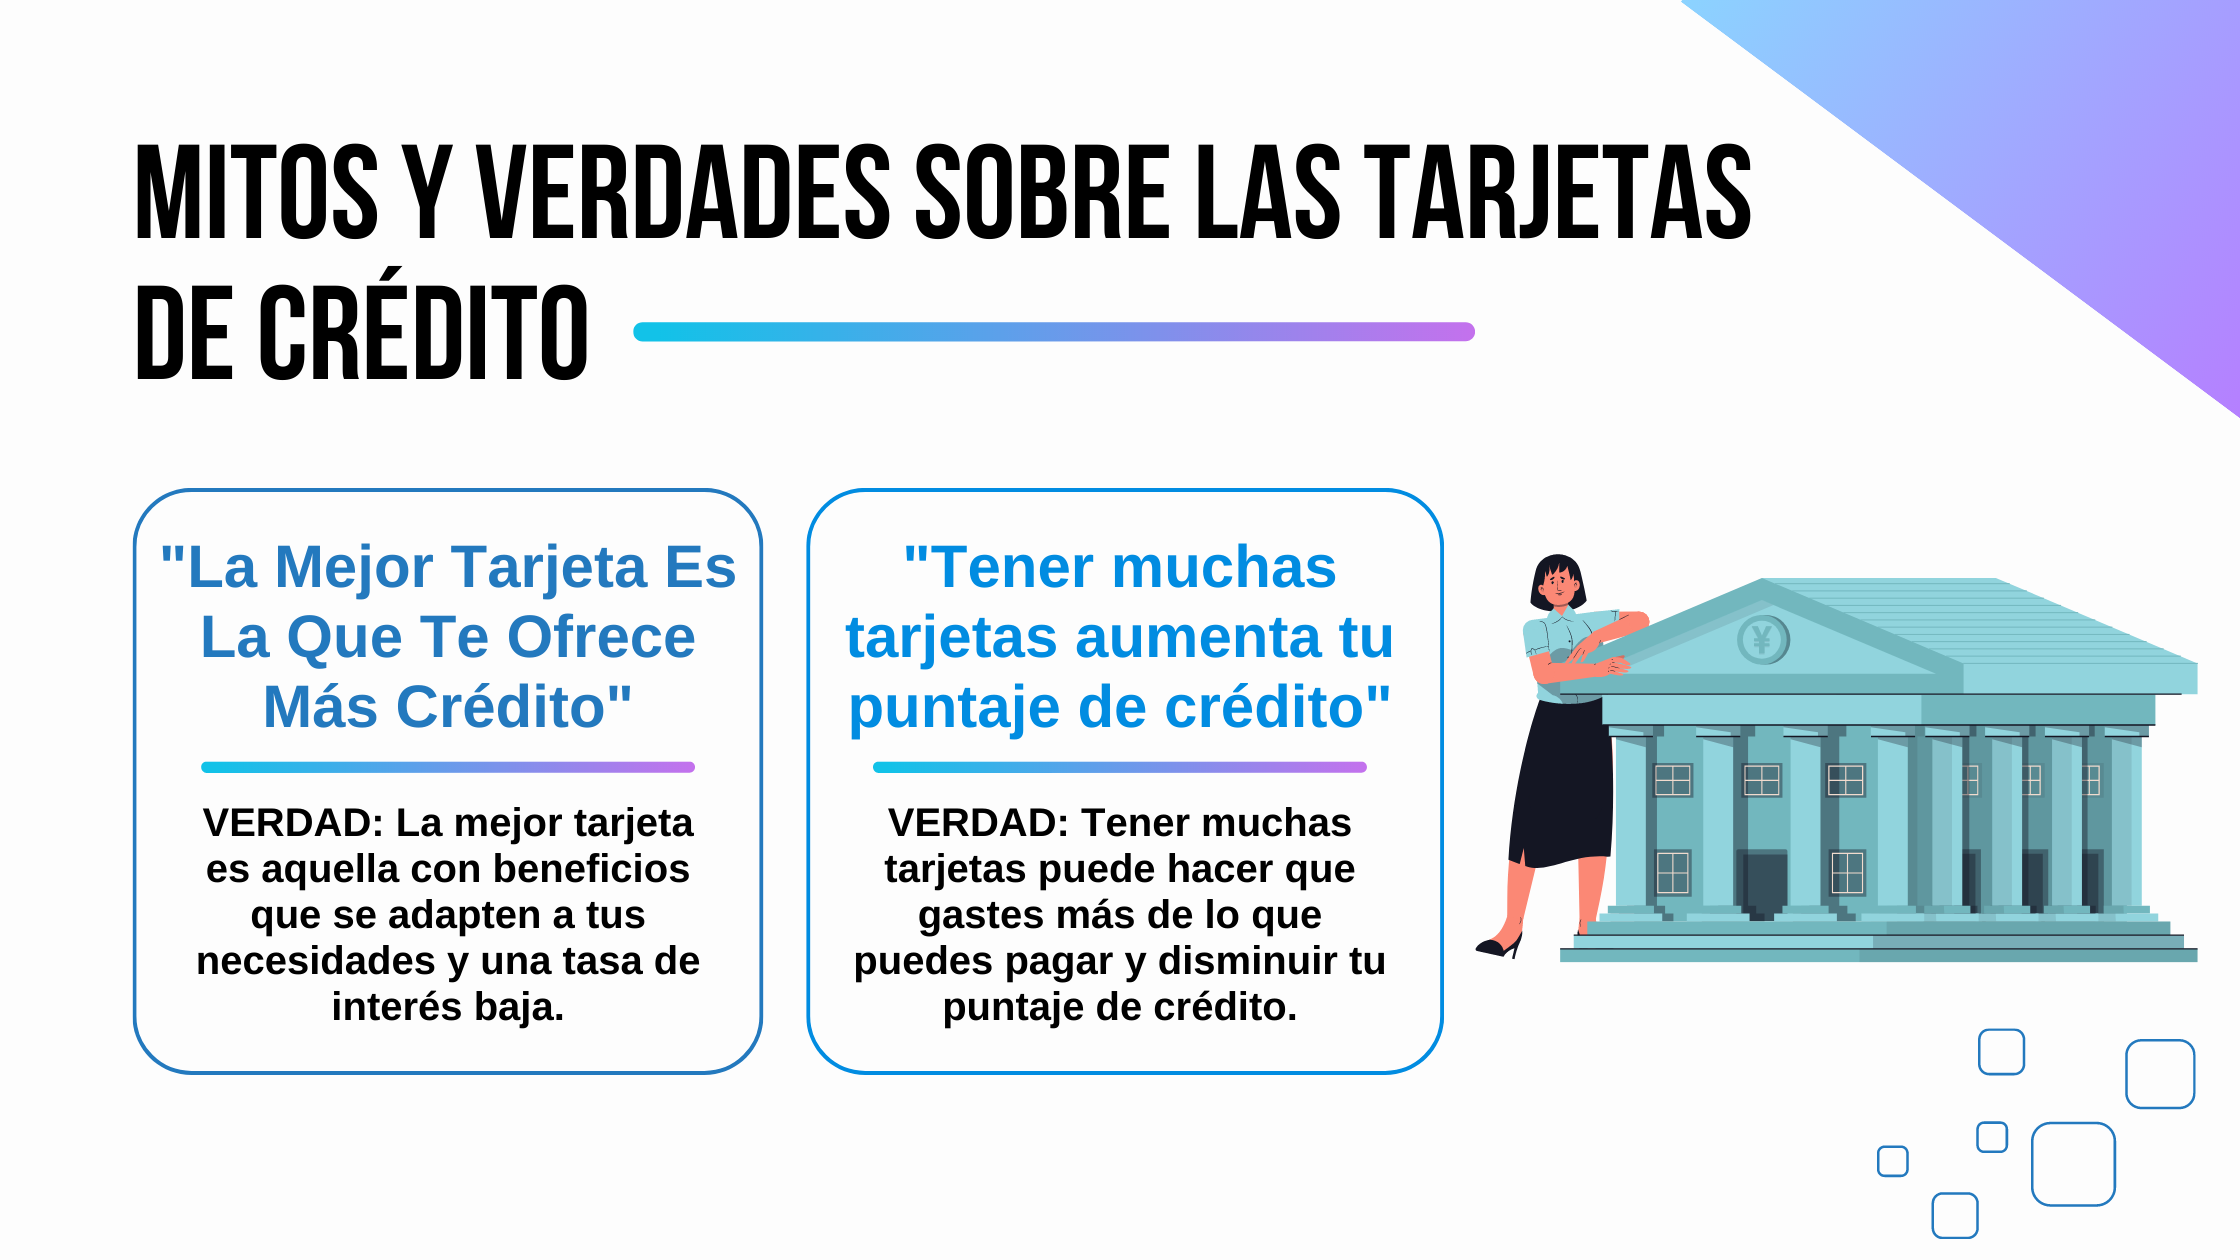 MITOS Y VERDADES SOBRE LAS TARJETAS
DE CRÉDITO
"La Mejor Tarjeta Es
La Que Te Ofrece
Más Crédito"
VERDAD: La mejor tarjeta
es aquella con beneficios
que se adapten a tus
necesidades y una tasa de
interés baja.
"Tener muchas
tarjetas aumenta tu
puntaje de crédito"
VERDAD: Tener muchas
tarjetas puede hacer que
gastes más de lo que
puedes pagar y disminuir tu
puntaje de crédito.
¥